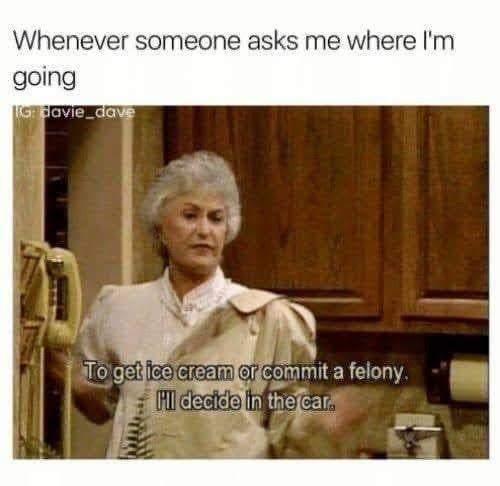 Whenever someone asks me where I'm
going
IG: davie_dave
To get ice cream or commit a felony.
I'll decide in the car.